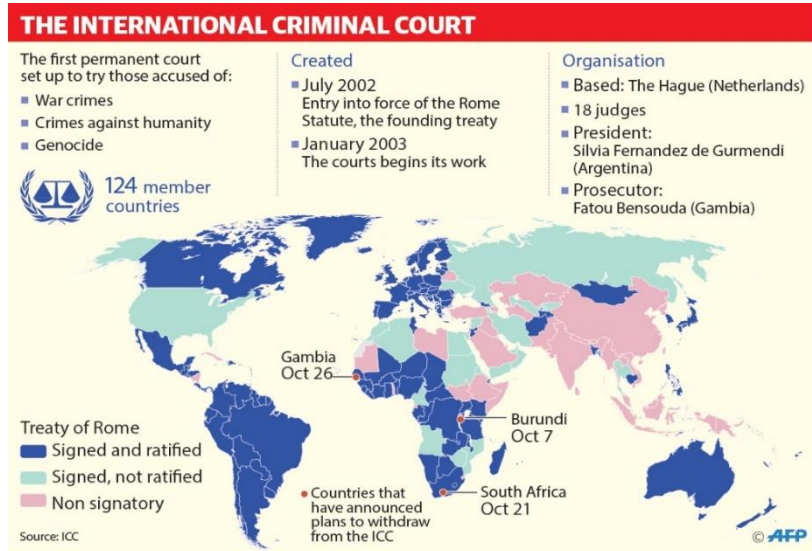 THE INTERNATIONAL CRIMINAL COURT
The first permanent court
set up to try those accused of:
War crimes
Crimes against humanity
Genocide
124 member
countries
Created
July 2002
Entry into force of the Rome
Statute, the founding treaty
January 2003
The courts begins its work
Organisation
Based: The Hague (Netherlands)
18 judges
President:
Silvia Fernandez de Gurmendi
(Argentina)
Prosecutor:
Fatou Bensouda (Gambia)
Gambia
Oct 26
Burundi
Oct 7
South Africa
Oct 21
Treaty of Rome
Signed and ratified
Signed, not ratified
Non signatory
Countries that
have announced
plans to withdraw
from the ICC
Source: ICC
© AFP